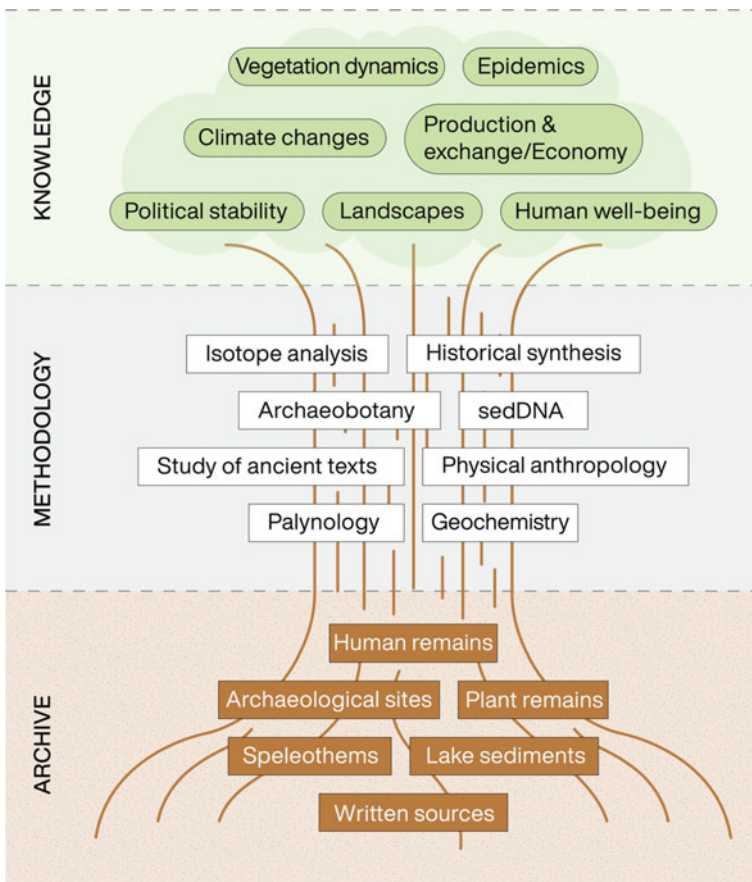 KNOWLEDGE
Vegetation dynamics
Epidemics
Climate changes
Production &
exchange/Economy
Political stability
Landscapes
Human well-being
METHODOLOGY
Isotope analysis
Historical synthesis
Archaeobotany
sedDNA
Study of ancient texts
Physical anthropology
Palynology
Geochemistry
ARCHIVE
Human remains
Archaeological sites
Plant remains
Speleothems
Lake sediments
Written sources